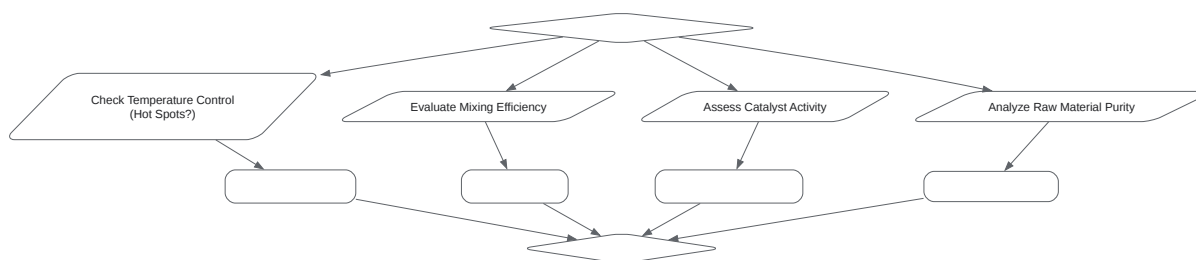 Check Temperature Control
(Hot Spots?)
Evaluate Mixing Efficiency
Assess Catalyst Activity
Analyze Raw Material Purity